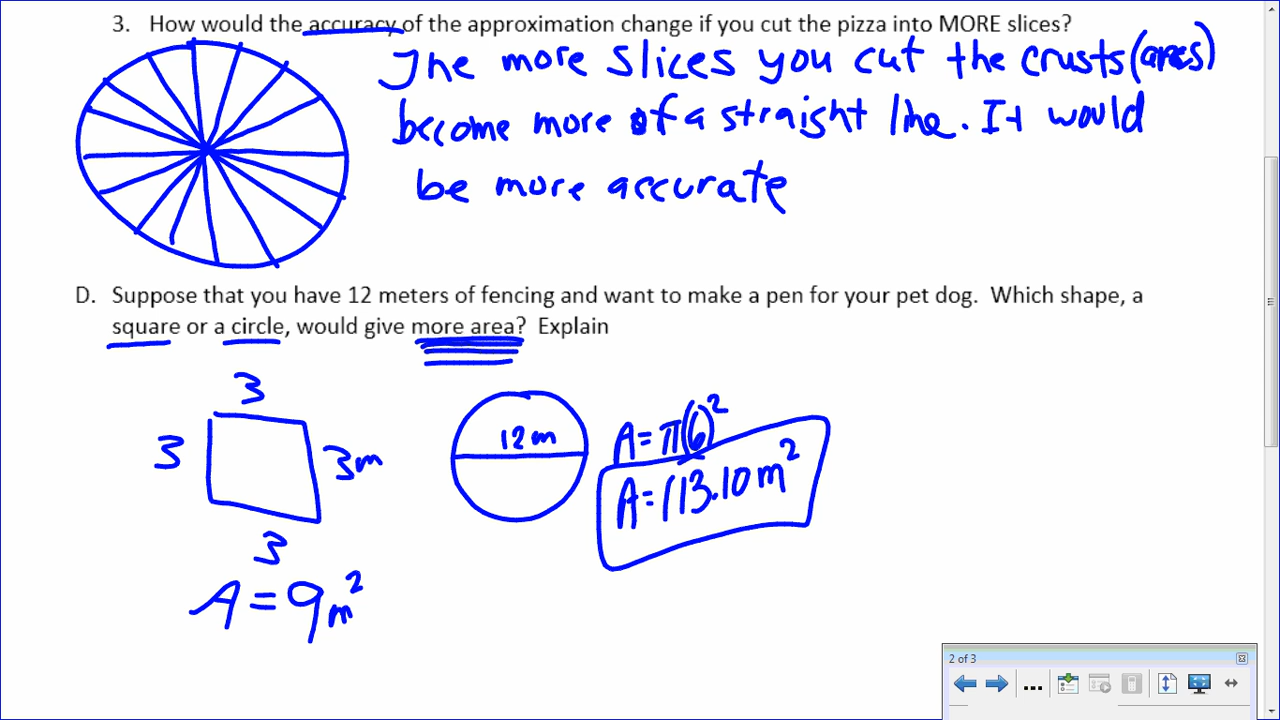 3. How would the accuracy of the approximation change if you cut the pizza into MORE slices?
The more slices you cut the crusts (arcs)
become more of a straight line. It would
be more accurate
D. Suppose that you have 12 meters of fencing and want to make a pen for your pet dog. Which shape, a
square or a circle, would give more area? Explain
3
3
3m
3
A = 9m²
12m
A = π(6)²
A = 113.10m²
2 of 3